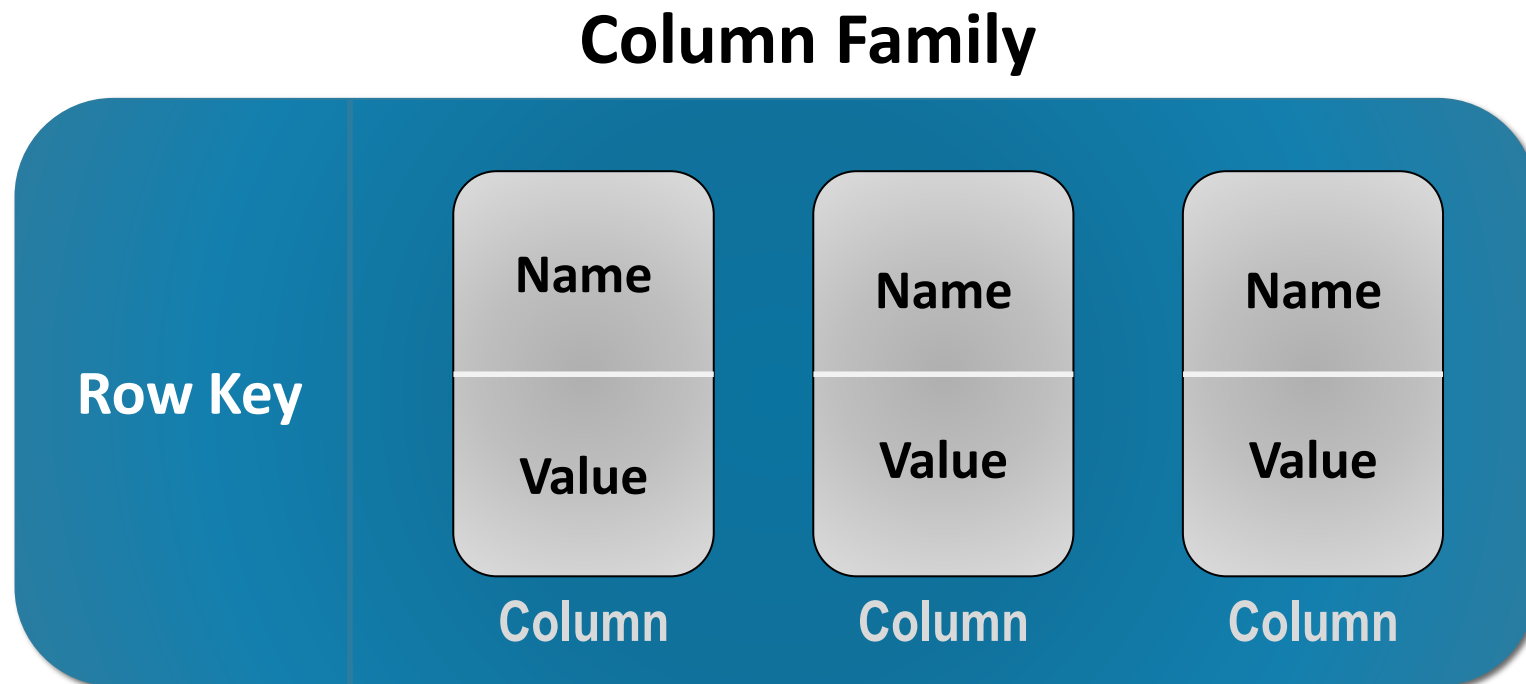 Column Family
Row Key
Name
Value
Column
Name
Value
Column
Name
Value
Column